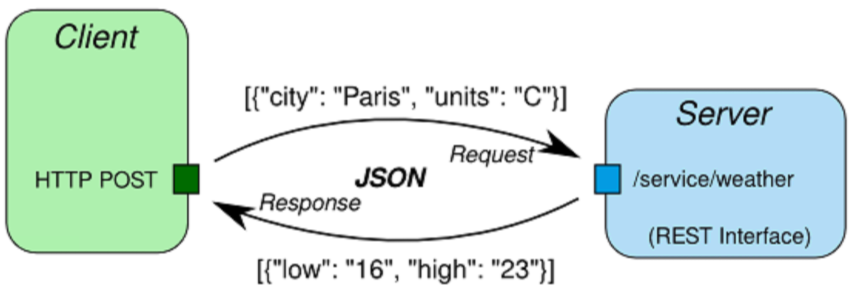 Client
HTTP POST
[{"city": "Paris", "units": "C"}]
Request
JSON
Response
[{"low": "16", "high": "23"}]
Server
/service/weather
(REST Interface)